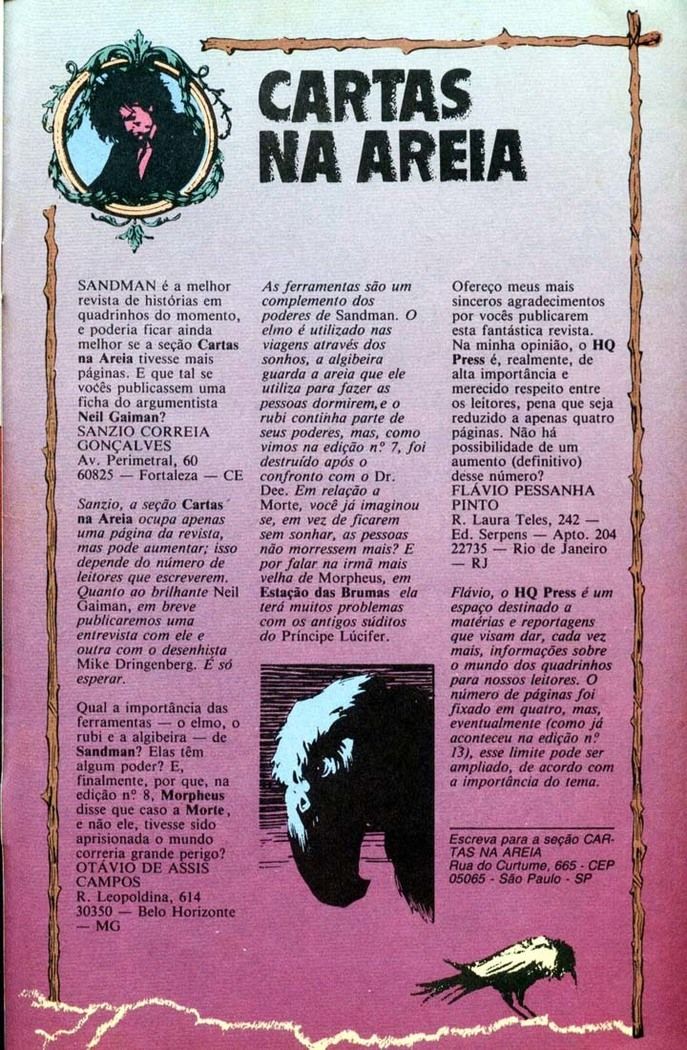 CARTAS
NA AREIA
SANDMAN é a melhor
revista de histórias em
quadrinhos do momento,
e poderia ficar ainda
melhor se a seção Cartas
na Areia tivesse mais
páginas. E que tal se
vocês publicassem uma
ficha do argumentista
Neil Gaiman?
SANZIO CORREIA
GONÇALVES
Av. Perimetral, 60
60825 — Fortaleza — CE
Sanzio, a seção Cartas
na Areia ocupa apenas
uma página da revista,
mas pode aumentar; isso
depende do número de
leitores que escreverem.
Quanto ao brilhante Neil
Gaiman, em breve
publicaremos uma
entrevista com ele e
outra com o desenhista
Mike Dringenberg. É só
esperar.
Qual a importância das
ferramentas — o elmo, o
rubi e a algibeira — de
Sandman? Elas têm
algum poder? E,
finalmente, por que, na
edição nº 8, Morpheus
disse que caso a Morte,
e não ele, tivesse sido
aprisionada o mundo
correria grande perigo?
OTÁVIO DE ASSIS
CAMPOS
R. Leopoldina, 614
30350 — Belo Horizonte
— MG
As ferramentas são um
complemento dos
poderes de Sandman. O
elmo é utilizado nas
viagens através dos
sonhos, a algibeira
guarda a areia que ele
utiliza para fazer as
pessoas dormirem, e o
rubi continha parte de
seus poderes, mas, como
vimos na edição nº 7, foi
destruído após o
confronto com o Dr.
Dee. Em relação a
Morte, você já imaginou
se, em vez de ficarem
sem sonhar, as pessoas
não morressem mais? E
por falar na irmã mais
velha de Morpheus, em
Estação das Brumas ela
terá muitos problemas
com os antigos súditos
do Príncipe Lúcifer.
Ofereço meus mais
sinceros agradecimentos
por vocês publicarem
esta fantástica revista.
Na minha opinião, o HQ
Press é, realmente, de
alta importância e
merecido respeito entre
os leitores, pena que seja
reduzido a apenas quatro
páginas. Não há
possibilidade de um
aumento (definitivo)
desse número?
FLÁVIO PESSANHA
PINTO
R. Laura Teles, 242 —
Ed. Serpens — Apto. 204
22735 — Rio de Janeiro
— RJ
Flávio, o HQ Press é um
espaço destinado a
matérias e reportagens
que visam dar, cada vez
mais, informações sobre
o mundo dos quadrinhos
para nossos leitores. O
número de páginas foi
fixado em quatro, mas,
eventualmente (como já
aconteceu na edição nº
13), esse limite pode ser
ampliado, de acordo com
a importância do tema.
Escreva para a seção CAR-
TAS NA AREIA
Rua do Curtume, 665 - CEP
05065 - São Paulo - SP